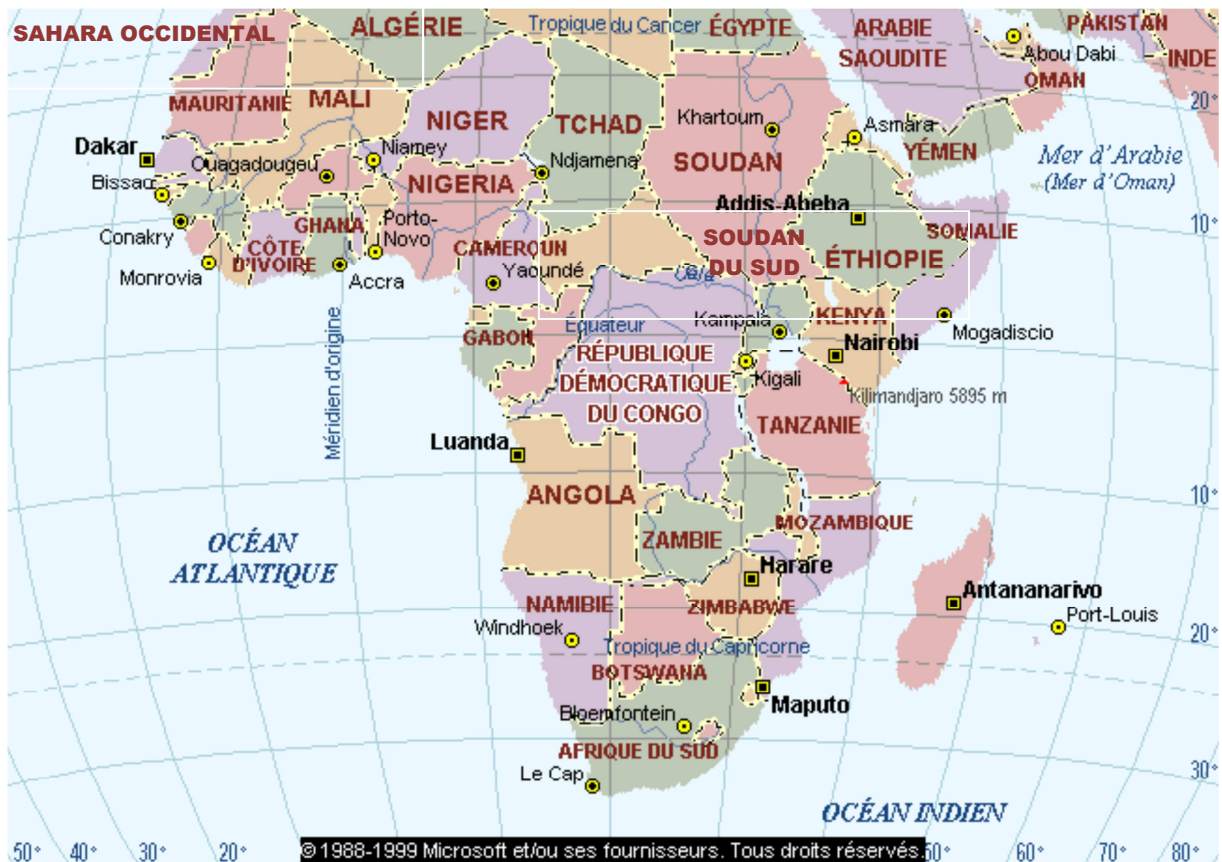 SAHARA OCCIDENTAL
ALGÉRIE
Tropique du Cancer
ÉGYPTE
ARABIE
SAOUDITE
PAKISTAN
Abou Dabi
INDE
OMAN
MAURITANIE
MALI
NIGER
TCHAD
Khartoum
Asmara
20°
Dakar
Niamey
Ouagadougou
Ndjamena
SOUDAN
YÉMEN
Mer d'Arabie
(Mer d'Oman)
Bissao
NIGERIA
Addis-Abeba
10°
Conakry
GHANA
Porto-
Novo
CÔTE
D'IVOIRE
CAMEROUN
SOUDAN
DU SUD
SOMALIE
ÉTHIOPIE
Monrovia
Accra
Yaoundé
Équateur
Kampala
KENYA
Mogadiscio
GABON
Nairobi
Méridien d'origine
RÉPUBLIQUE
DÉMOCRATIQUE
DU CONGO
Kigali
Kilimandjaro 5895 m
TANZANIE
Luanda
ANGOLA
10°
MOZAMBIQUE
ZAMBIE
OCÉAN
ATLANTIQUE
Harare
Antananarivo
NAMIBIE
ZIMBABWE
Port-Louis
Windhoek
20°
Tropique du Capricorne
BOTSWANA
Maputo
Bloemfontein
AFRIQUE DU SUD
Le Cap
30°
OCÉAN INDIEN
50° 40° 30° 20°
© 1988-1999 Microsoft et/ou ses fournisseurs. Tous droits réservés.
50° 60° 70° 80°